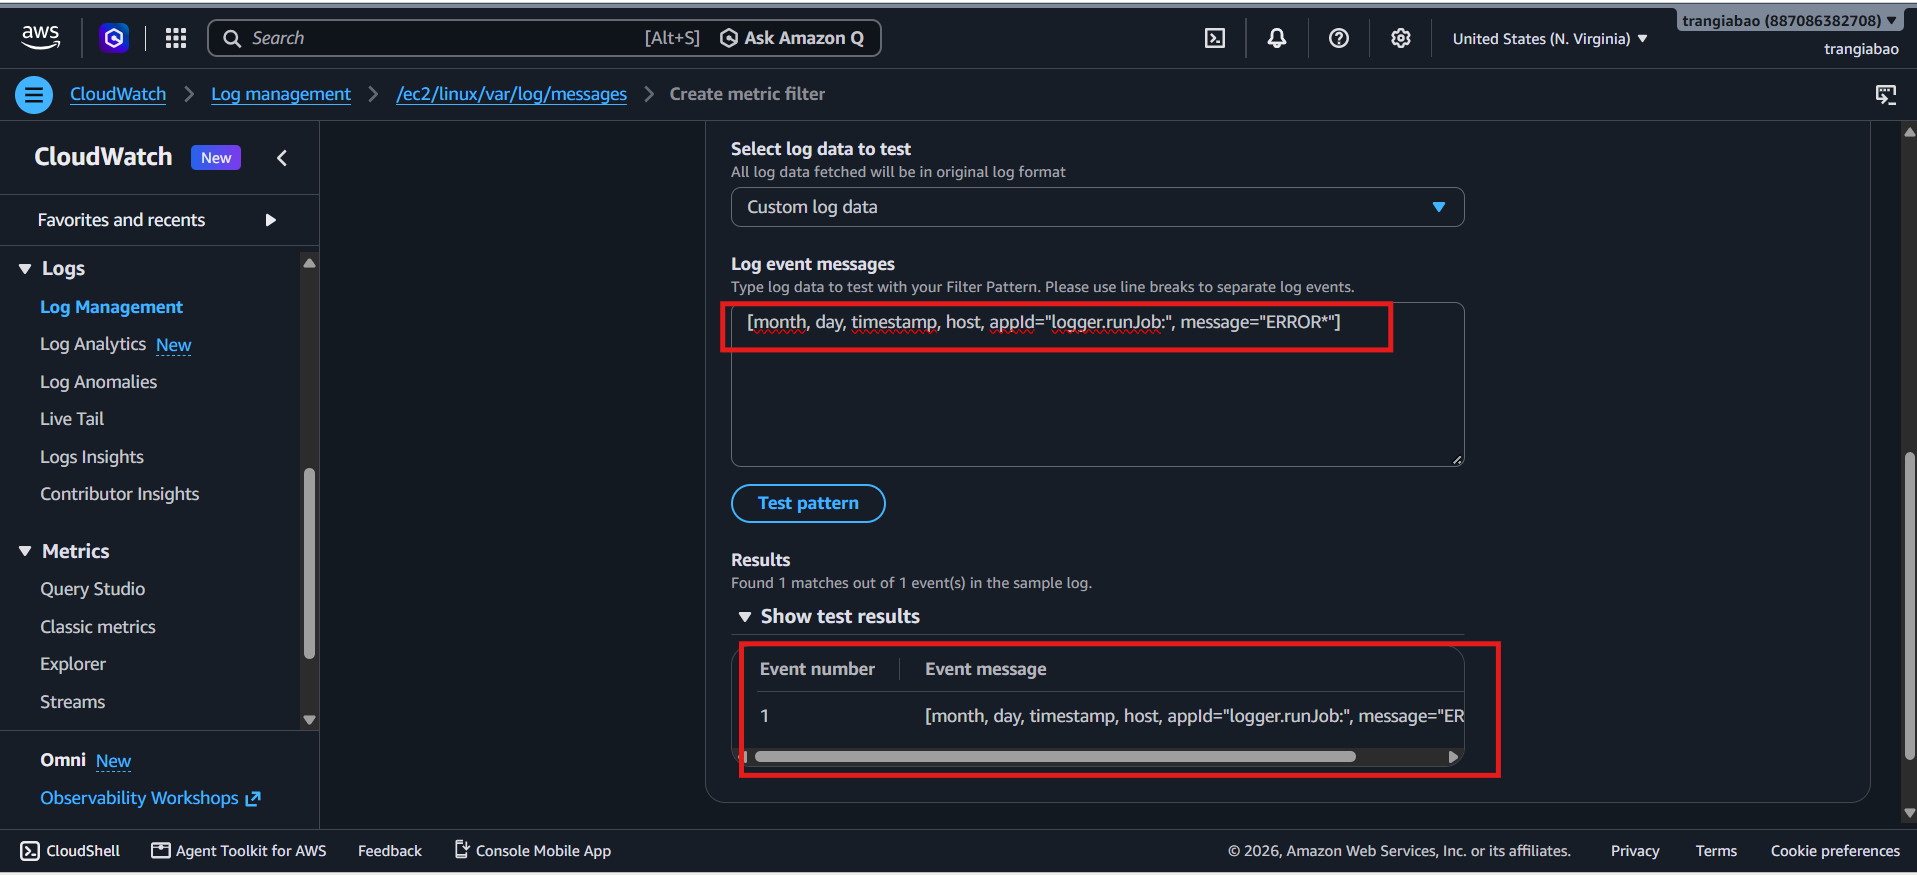 aws
Search [Alt+S] Ask Amazon Q
United States (N. Virginia)
trangiabao (887086382708)
trangiabao
CloudWatch
Log management
/ec2/linux/var/log/messages
Create metric filter
CloudWatch New
Favorites and recents
Logs
Log Management
Log Analytics New
Log Anomalies
Live Tail
Logs Insights
Contributor Insights
Metrics
Query Studio
Classic metrics
Explorer
Streams
Omni New
Observability Workshops
Select log data to test
All log data fetched will be in original log format
Custom log data
Log event messages
Type log data to test with your Filter Pattern. Please use line breaks to separate log events.
[month, day, timestamp, host, appId="logger.runJob:", message="ERROR*"]
Test pattern
Results
Found 1 matches out of 1 event(s) in the sample log.
Show test results
Event number Event message
1 [month, day, timestamp, host, appId="logger.runJob:", message="ER
CloudShell Agent Toolkit for AWS Feedback Console Mobile App
© 2026, Amazon Web Services, Inc. or its affiliates. Privacy Terms Cookie preferences